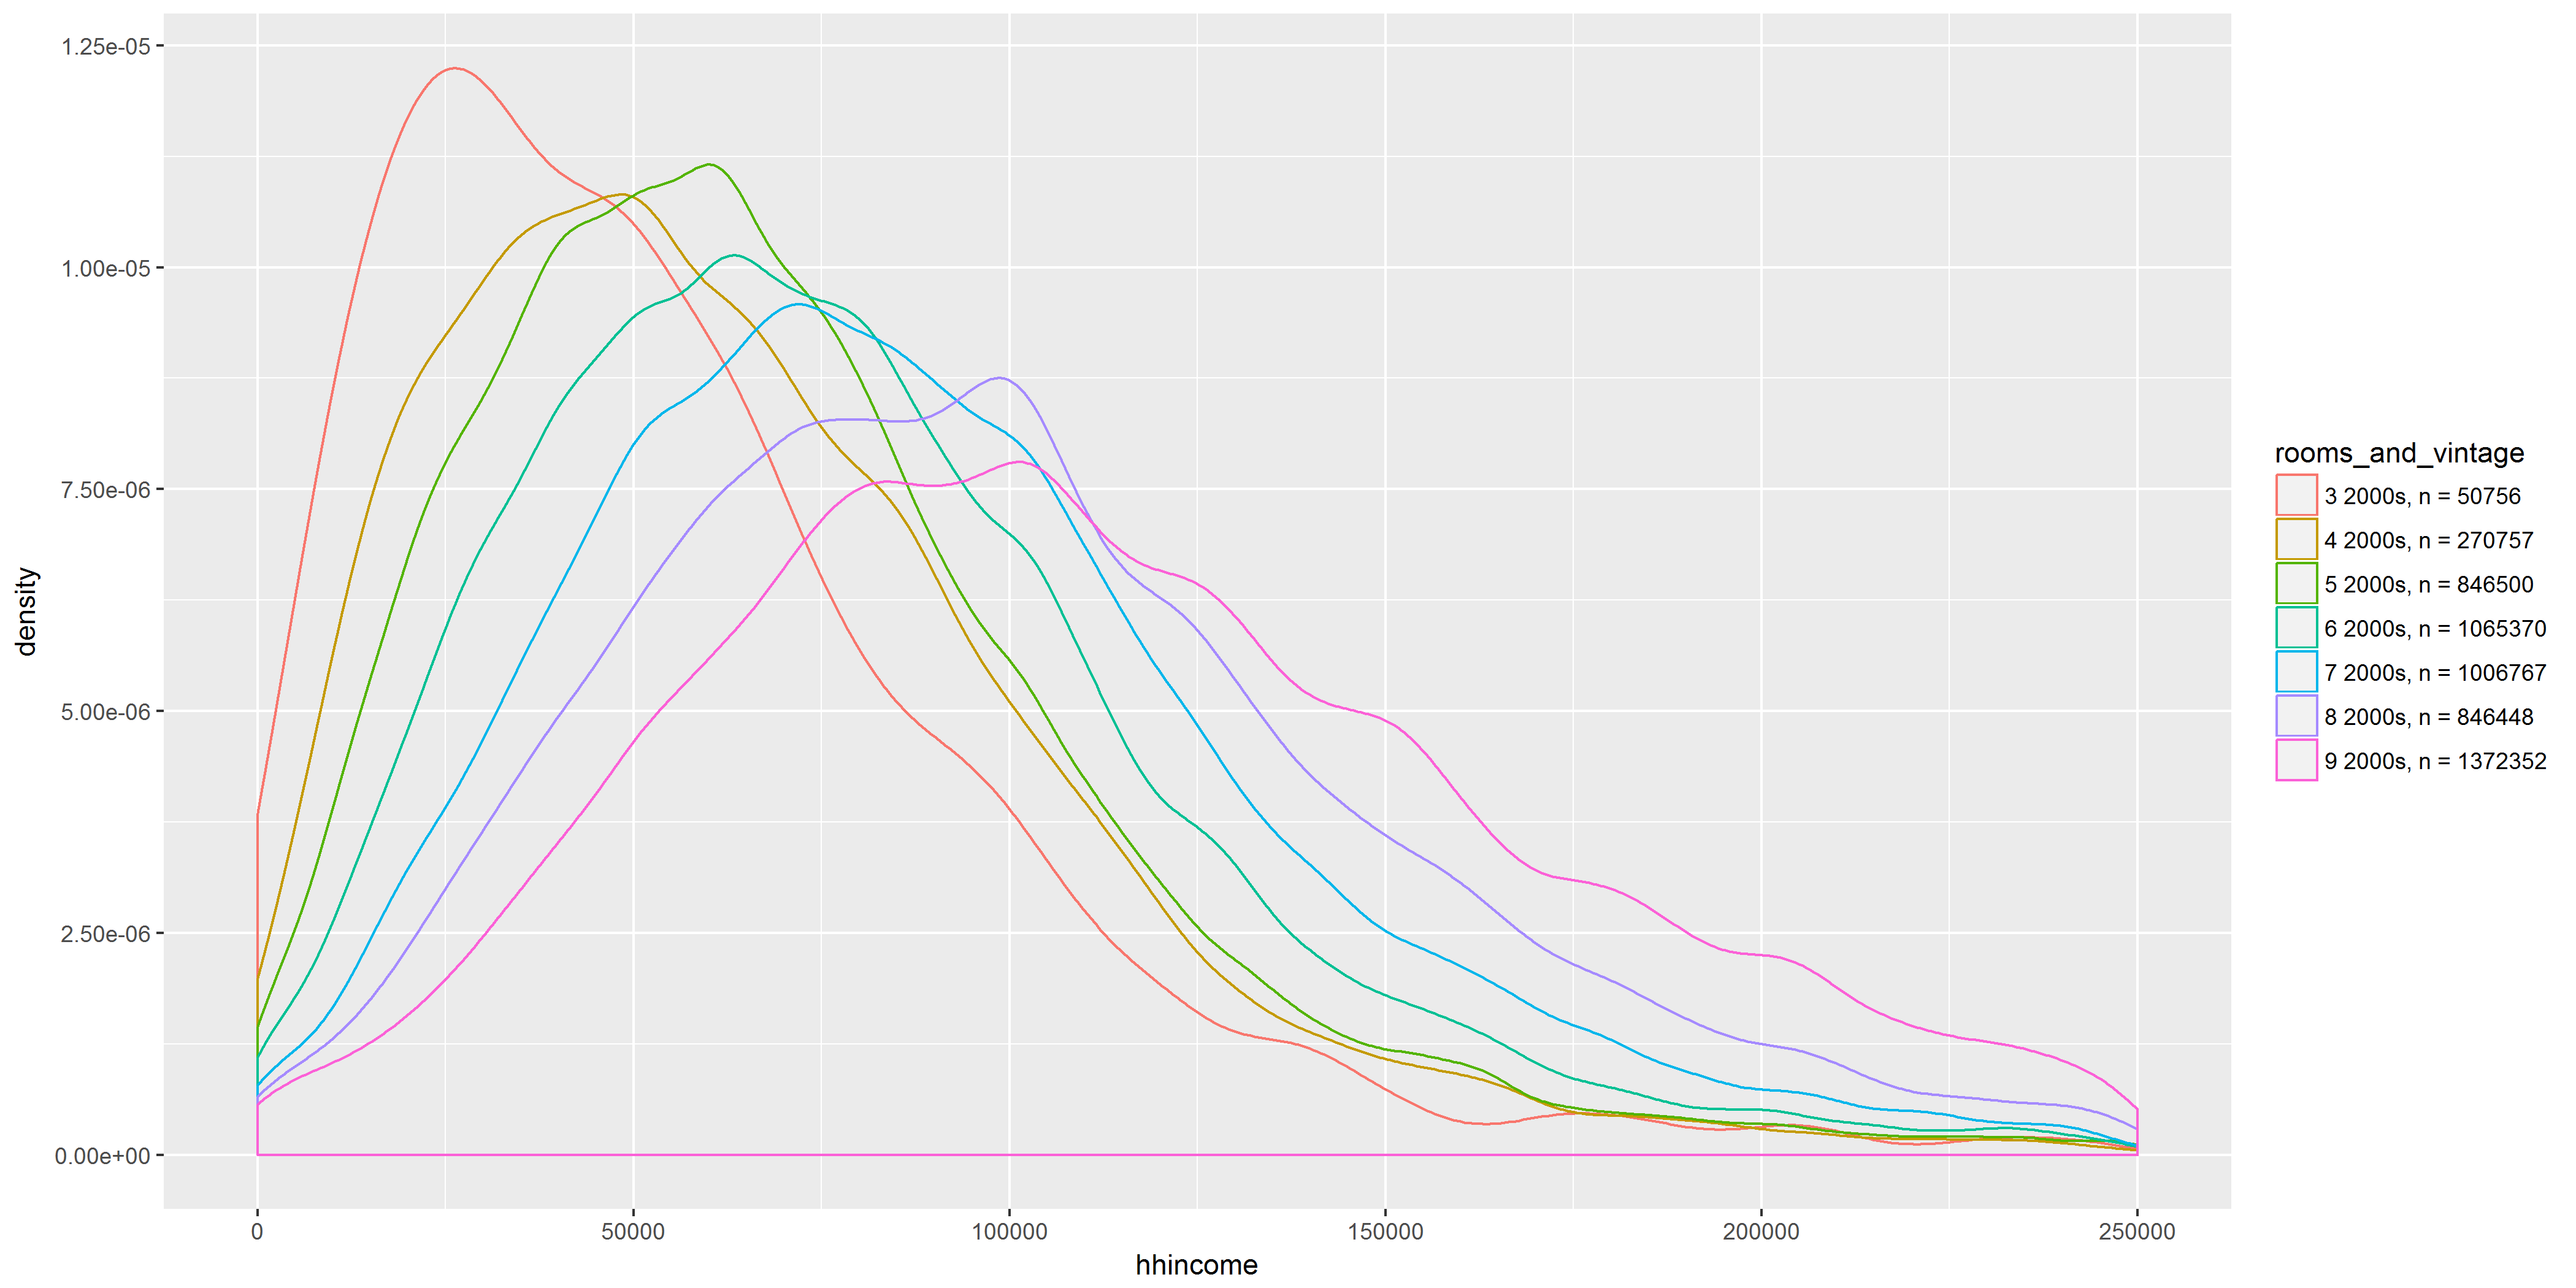 1.25e-05
1.00e-05
7.50e-06
5.00e-06
2.50e-06
0.00e+00
density
0 50000 100000 150000 200000 250000
hhincome
rooms_and_vintage
3 2000s, n = 50756
4 2000s, n = 270757
5 2000s, n = 846500
6 2000s, n = 1065370
7 2000s, n = 1006767
8 2000s, n = 846448
9 2000s, n = 1372352